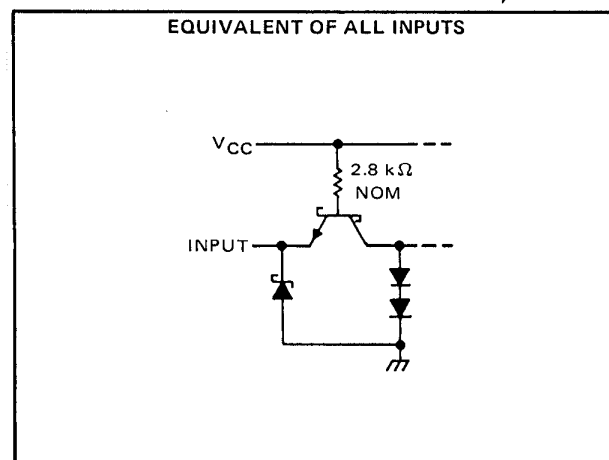 EQUIVALENT OF ALL INPUTS
VCC
2.8 kΩ
NOM
INPUT